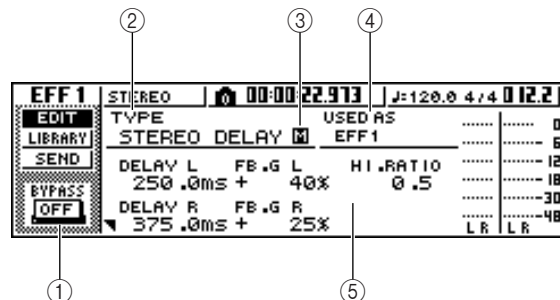 ② ③ ④
EFF 1 STEREO 00:00:22.973 ♩=120.0 4/4 012.2
EDIT TYPE USED AS
LIBRARY STEREO DELAY M EFF1
SEND DELAY L FB.G L HI.RATIO
250.0ms + 40% 0.5
BYPASS DELAY R FB.G R
OFF 375.0ms + 25%
0
6
12
18
30
48
L R L R
① ⑤